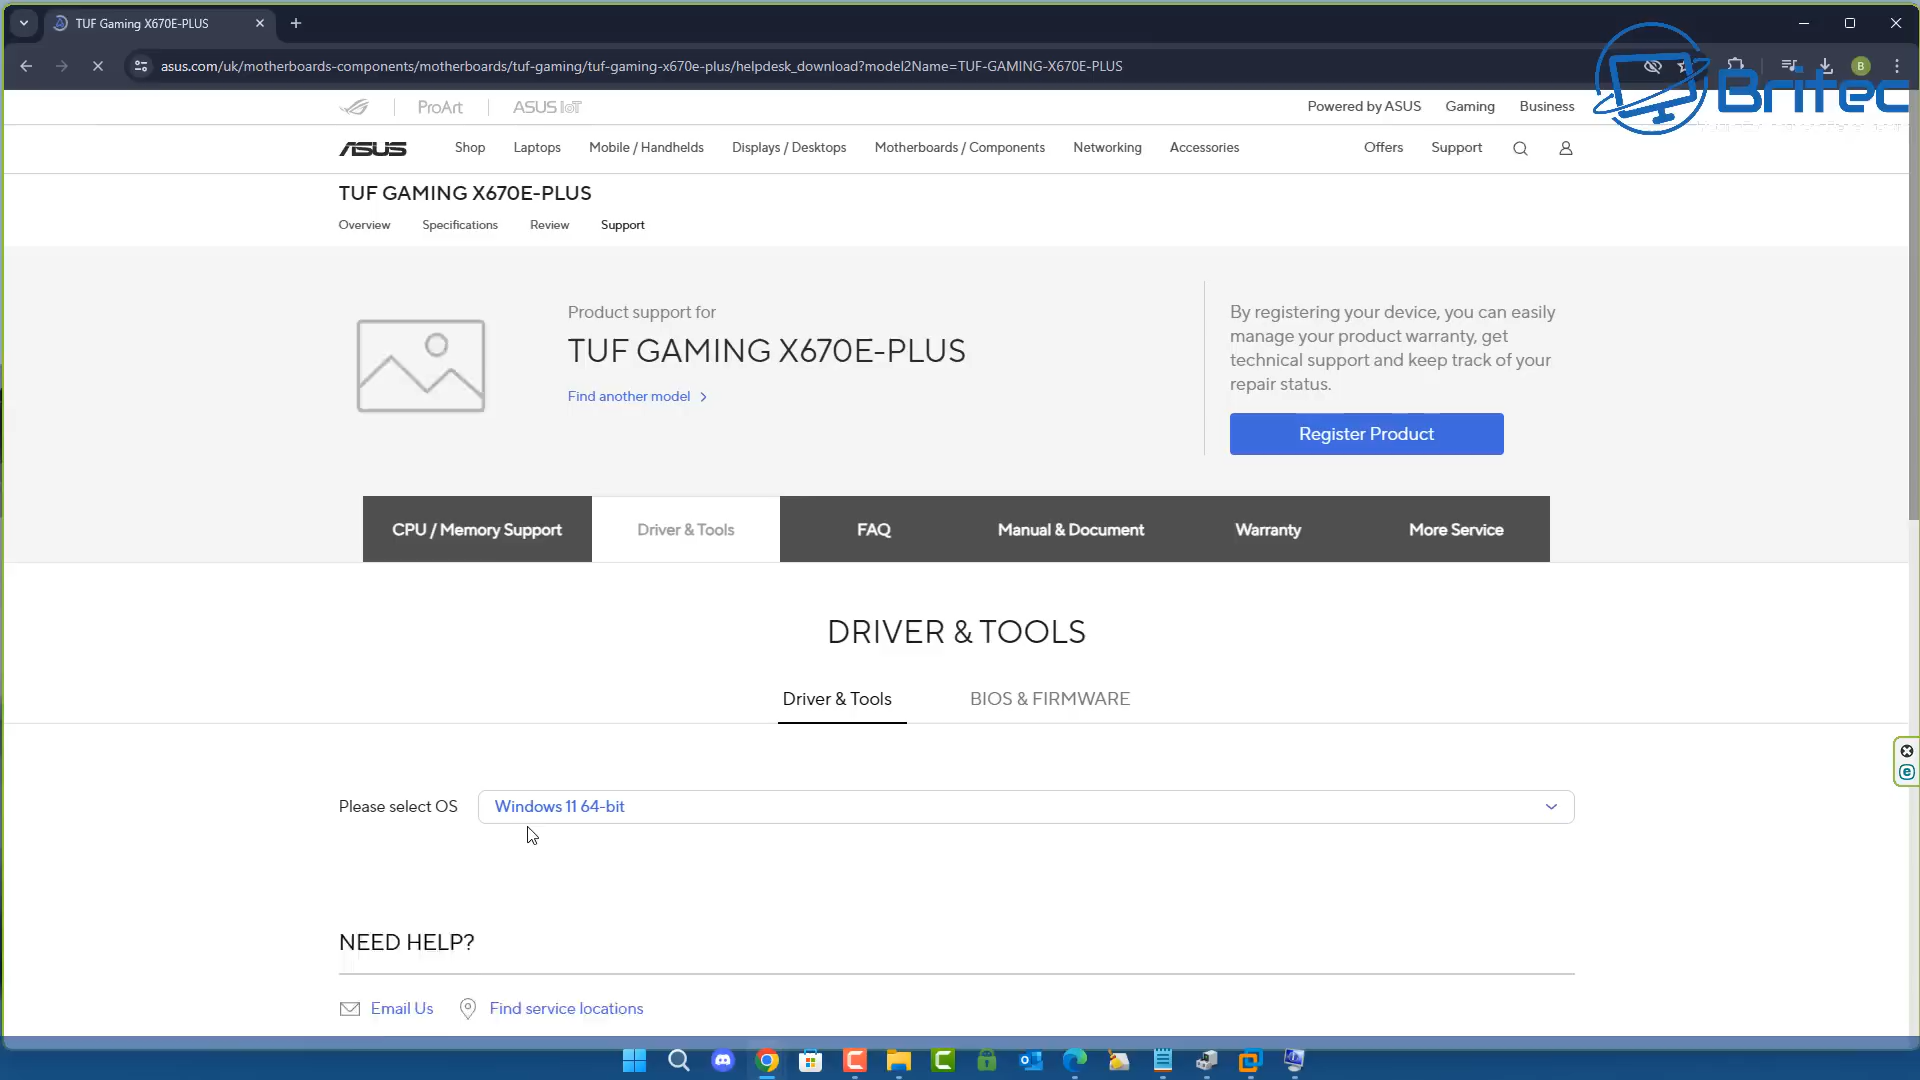 TUF Gaming X670E-PLUS
asus.com/uk/motherboards-components/motherboards/tuf-gaming/tuf-gaming-x670e-plus/helpdesk_download?model2Name=TUF-GAMING-X670E-PLUS
B
Britec
ProArt
ASUS IoT
Powered by ASUS
Gaming
Business
ASUS
Shop
Laptops
Mobile / Handhelds
Displays / Desktops
Motherboards / Components
Networking
Accessories
Offers
Support
TUF GAMING X670E-PLUS
Overview
Specifications
Review
Support
Product support for
TUF GAMING X670E-PLUS
Find another model
By registering your device, you can easily
manage your product warranty, get
technical support and keep track of your
repair status.
Register Product
CPU / Memory Support
Driver & Tools
FAQ
Manual & Document
Warranty
More Service
DRIVER & TOOLS
Driver & Tools
BIOS & FIRMWARE
Please select OS
Windows 11 64-bit
NEED HELP?
Email Us
Find service locations